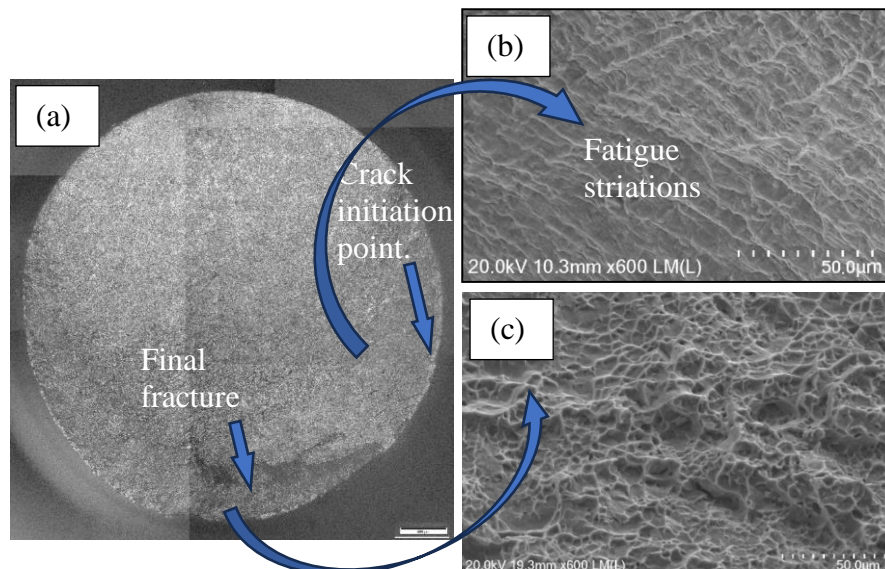 (a)
Crack
initiation
point.
Final
fracture
(b)
Fatigue
striations
20.0kV 10.3mm x600 LM(L)
50.0µm
(c)
20.0kV 19.3mm x600 LM(L)
50.0µm